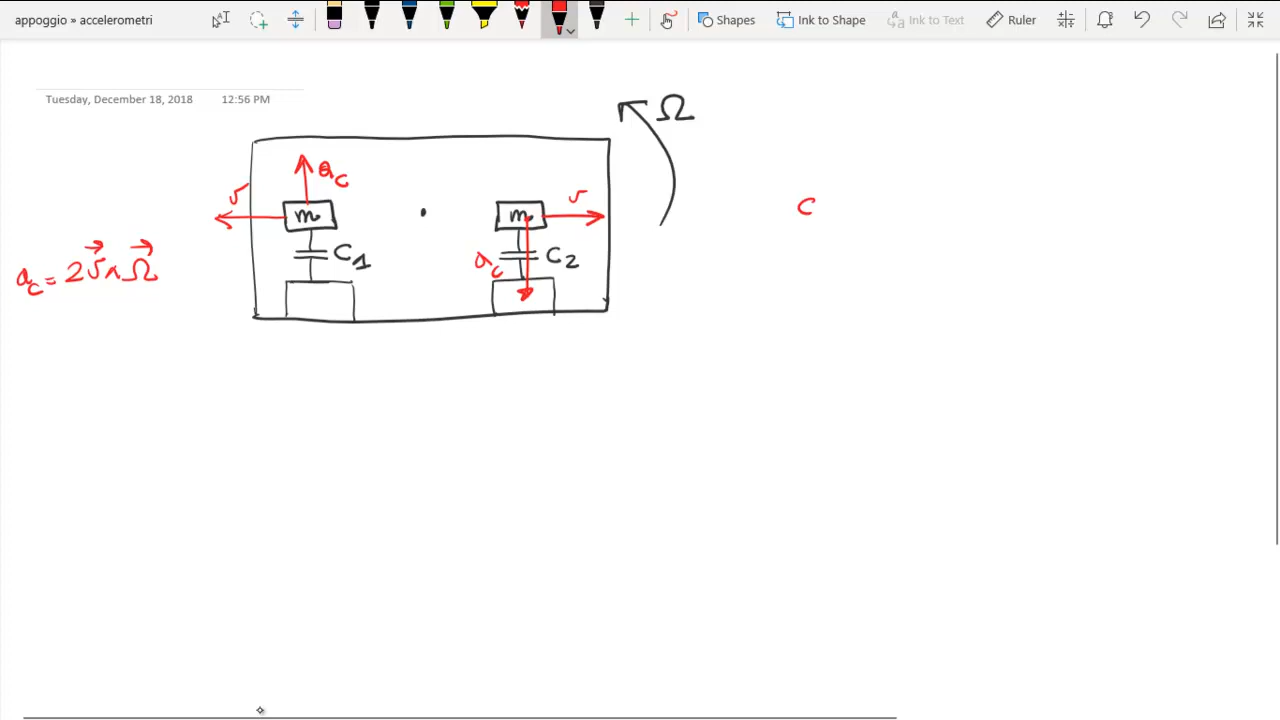 appoggio » accelerometri
Shapes
Ink to Shape
Ink to Text
Ruler
Tuesday, December 18, 2018 12:56 PM
Ω
a_c
v
v
m
m
C
C1
a_c
C2
a_c = 2v⃗ ∧ Ω⃗